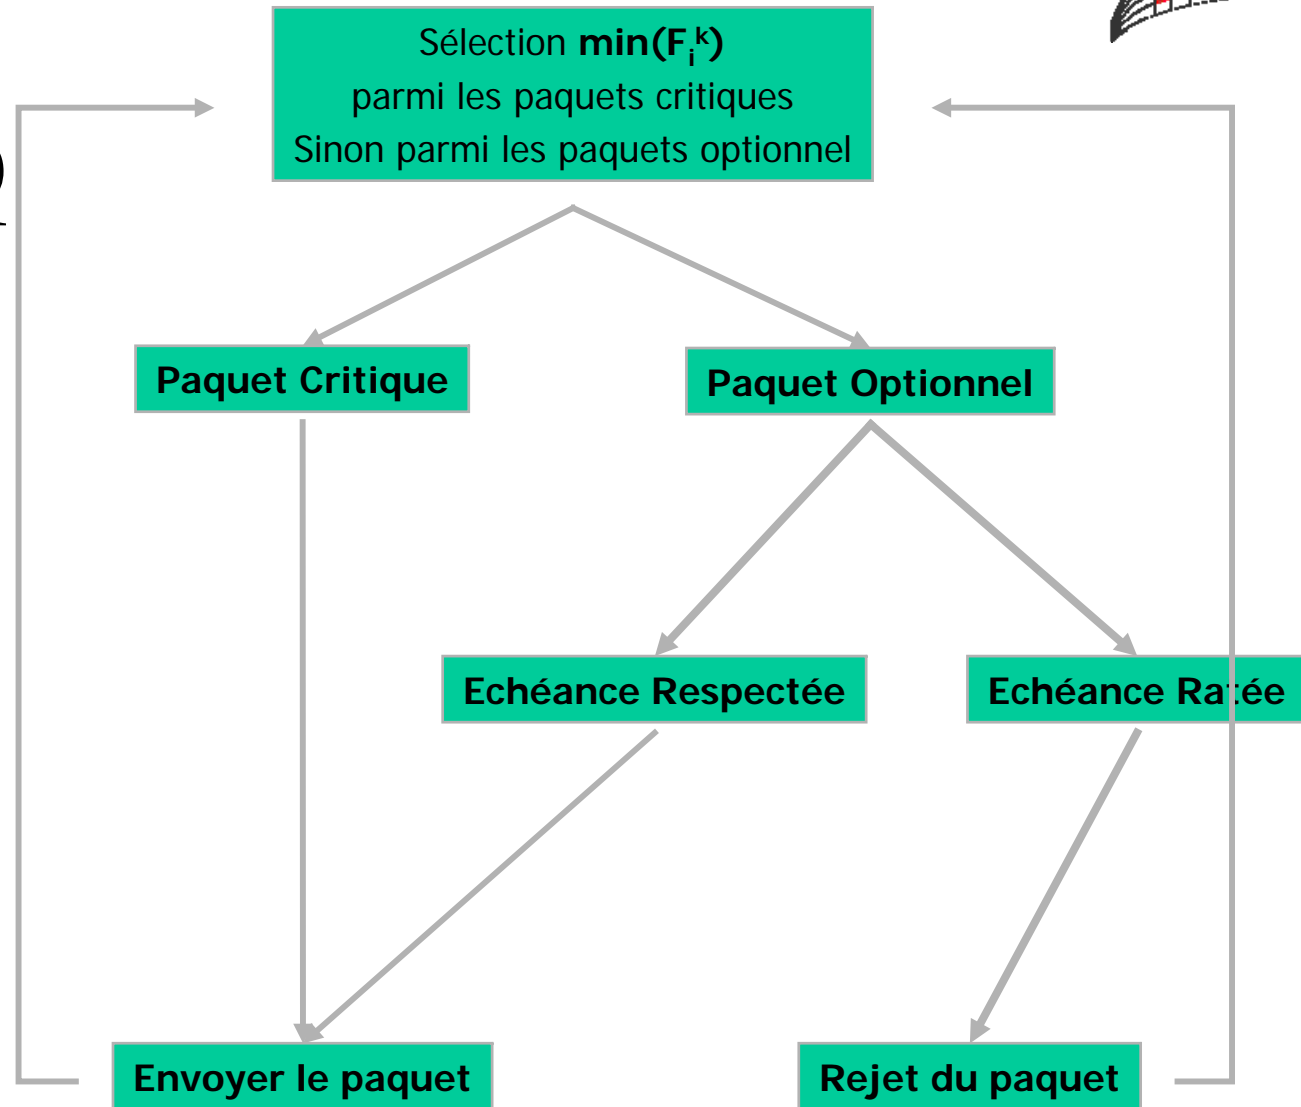 Sélection min(Fᵢᵏ)
parmi les paquets critiques
Sinon parmi les paquets optionnel
)
Paquet Critique
Paquet Optionnel
Echéance Respectée
Echéance Ratée
Envoyer le paquet
Rejet du paquet